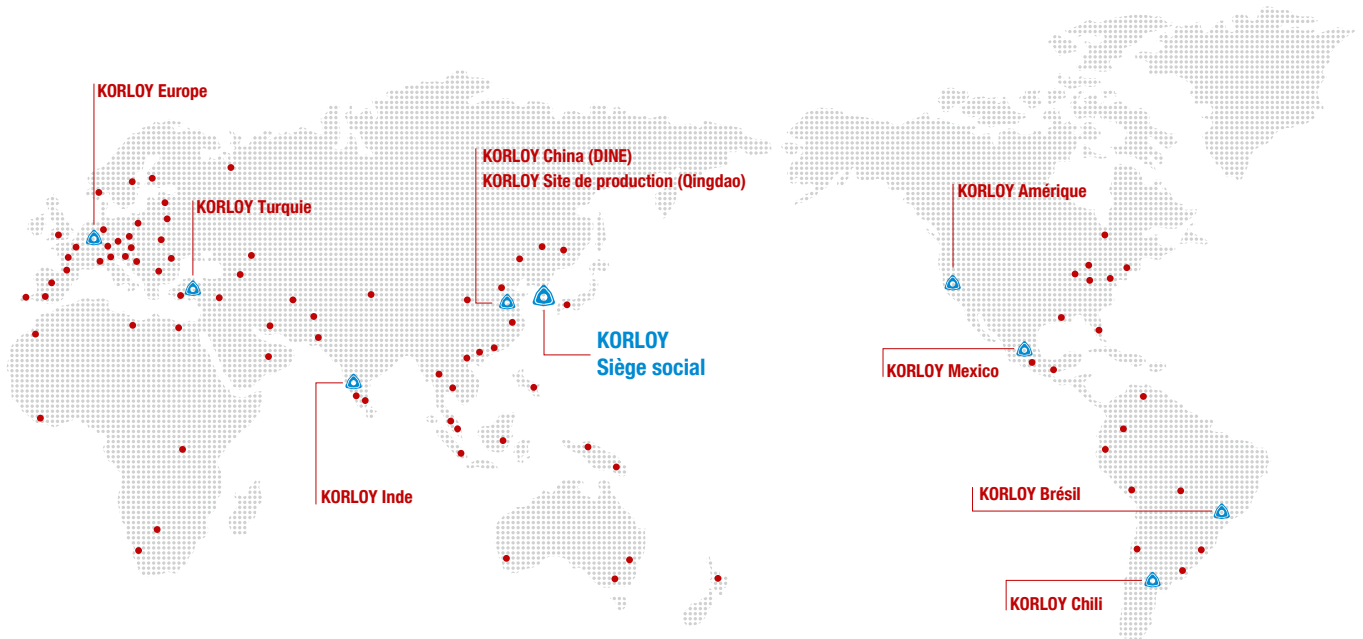 KORLOY Europe
KORLOY China (DINE)
KORLOY Site de production (Qingdao)
KORLOY Amérique
KORLOY Turquie
KORLOY
Siège social
KORLOY Mexico
KORLOY Inde
KORLOY Brésil
KORLOY Chili